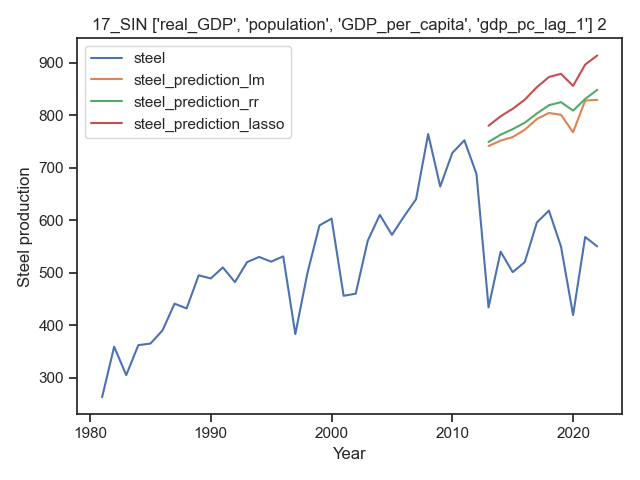 17_SIN ['real_GDP', 'population', 'GDP_per_capita', 'gdp_pc_lag_1'] 2
steel
steel_prediction_lm
steel_prediction_rr
steel_prediction_lasso
Steel production
900
800
700
600
500
400
300
1980
1990
2000
2010
2020
Year